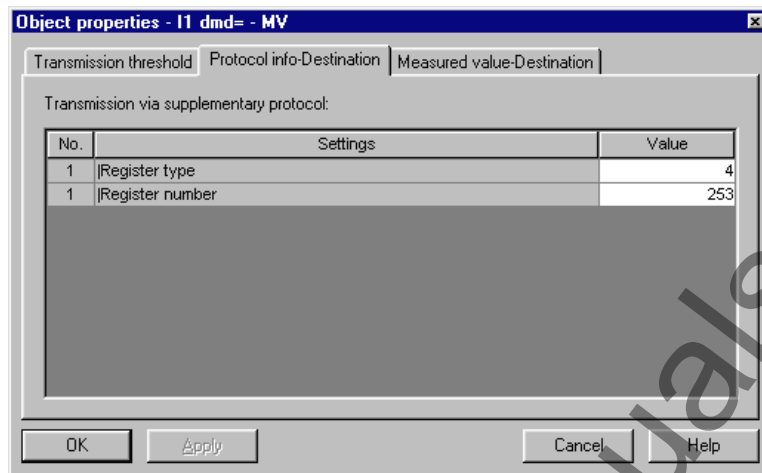 Object properties - I1 dmd= - MV
Transmission threshold Protocol info-Destination Measured value-Destination
Transmission via supplementary protocol:
No. Settings Value
1 |Register type 4
1 |Register number 253
OK Apply Cancel Help
uals